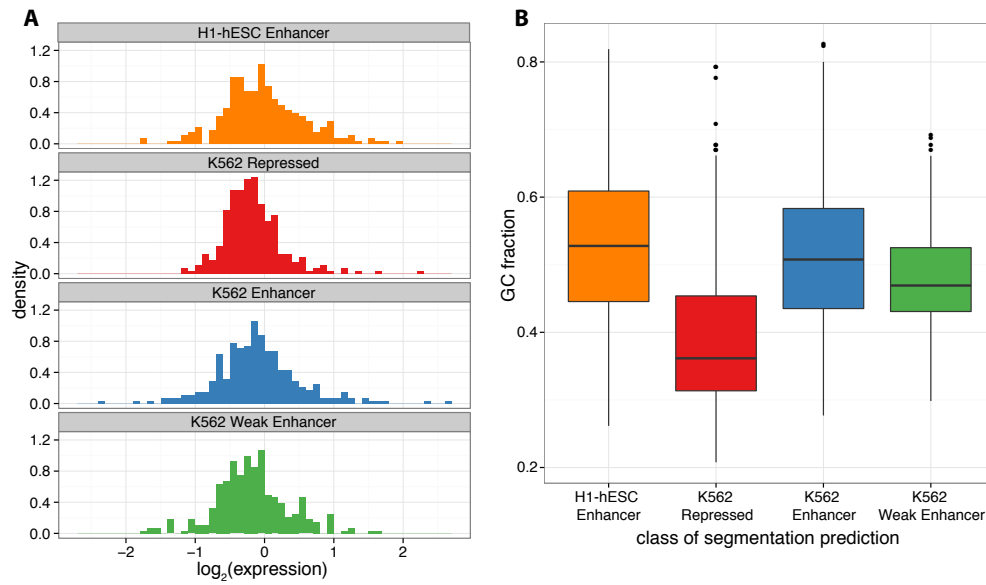 A
H1-hESC Enhancer
1.2
0.8
0.4
0.0
K562 Repressed
1.2
0.8
0.4
0.0
K562 Enhancer
1.2
0.8
0.4
0.0
K562 Weak Enhancer
1.2
0.8
0.4
0.0
density
−2 −1 0 1 2
log2(expression)
B
0.8
0.6
0.4
0.2
GC fraction
H1-hESC
Enhancer
K562
Repressed
K562
Enhancer
K562
Weak Enhancer
class of segmentation prediction